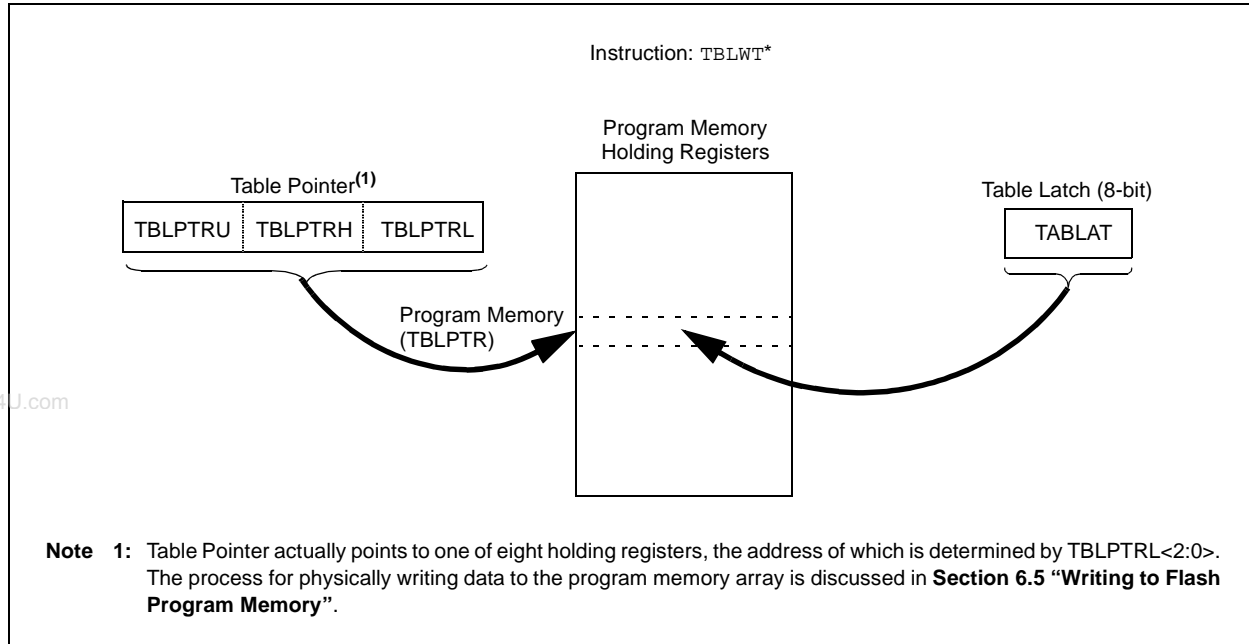 Instruction: TBLWT*
Program Memory
Holding Registers
Table Pointer(1)
Table Latch (8-bit)
TBLPTRU TBLPTRH TBLPTRL
TABLAT
Program Memory
(TBLPTR)
4U.com
Note 1: Table Pointer actually points to one of eight holding registers, the address of which is determined by TBLPTRL<2:0>.
The process for physically writing data to the program memory array is discussed in Section 6.5 “Writing to Flash
Program Memory”.